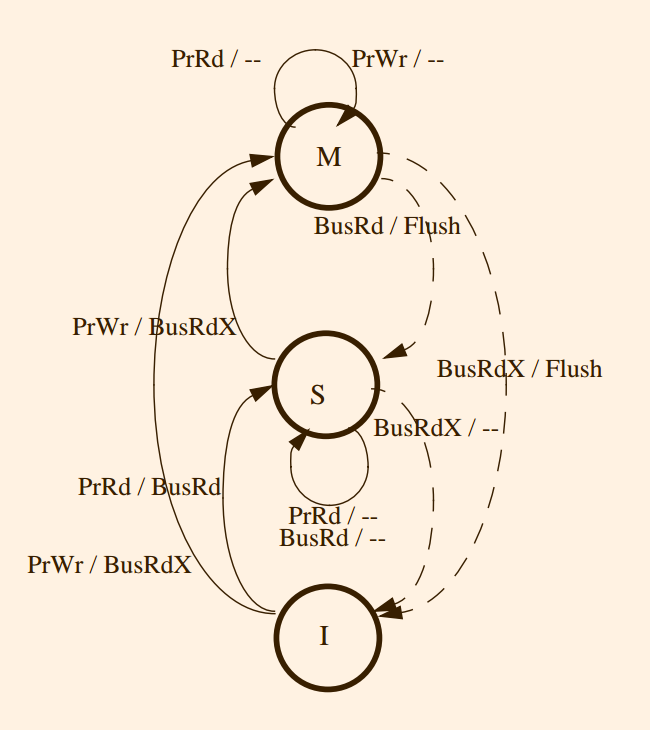 PrRd / --
PrWr / --
M
BusRd / Flush
PrWr / BusRdX
BusRdX / Flush
S
BusRdX / --
PrRd / BusRd
PrRd / --
BusRd / --
PrWr / BusRdX
I